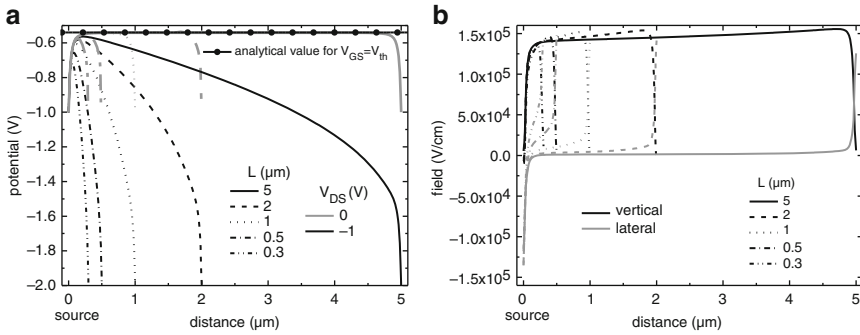 a
potential (V)
−0.6
−0.8
−1.0
−1.2
−1.4
−1.6
−1.8
−2.0
analytical value for V_GS=V_th
L (μm)
5
2
1
0.5
0.3
V_DS (V)
0
−1
0 1 2 3 4 5
source
distance (μm)
b
field (V/cm)
1.5x10⁵
1.0x10⁵
5.0x10⁴
0.0
−5.0x10⁴
−1.0x10⁵
−1.5x10⁵
vertical
lateral
L (μm)
5
2
1
0.5
0.3
0 1 2 3 4 5
source
distance (μm)